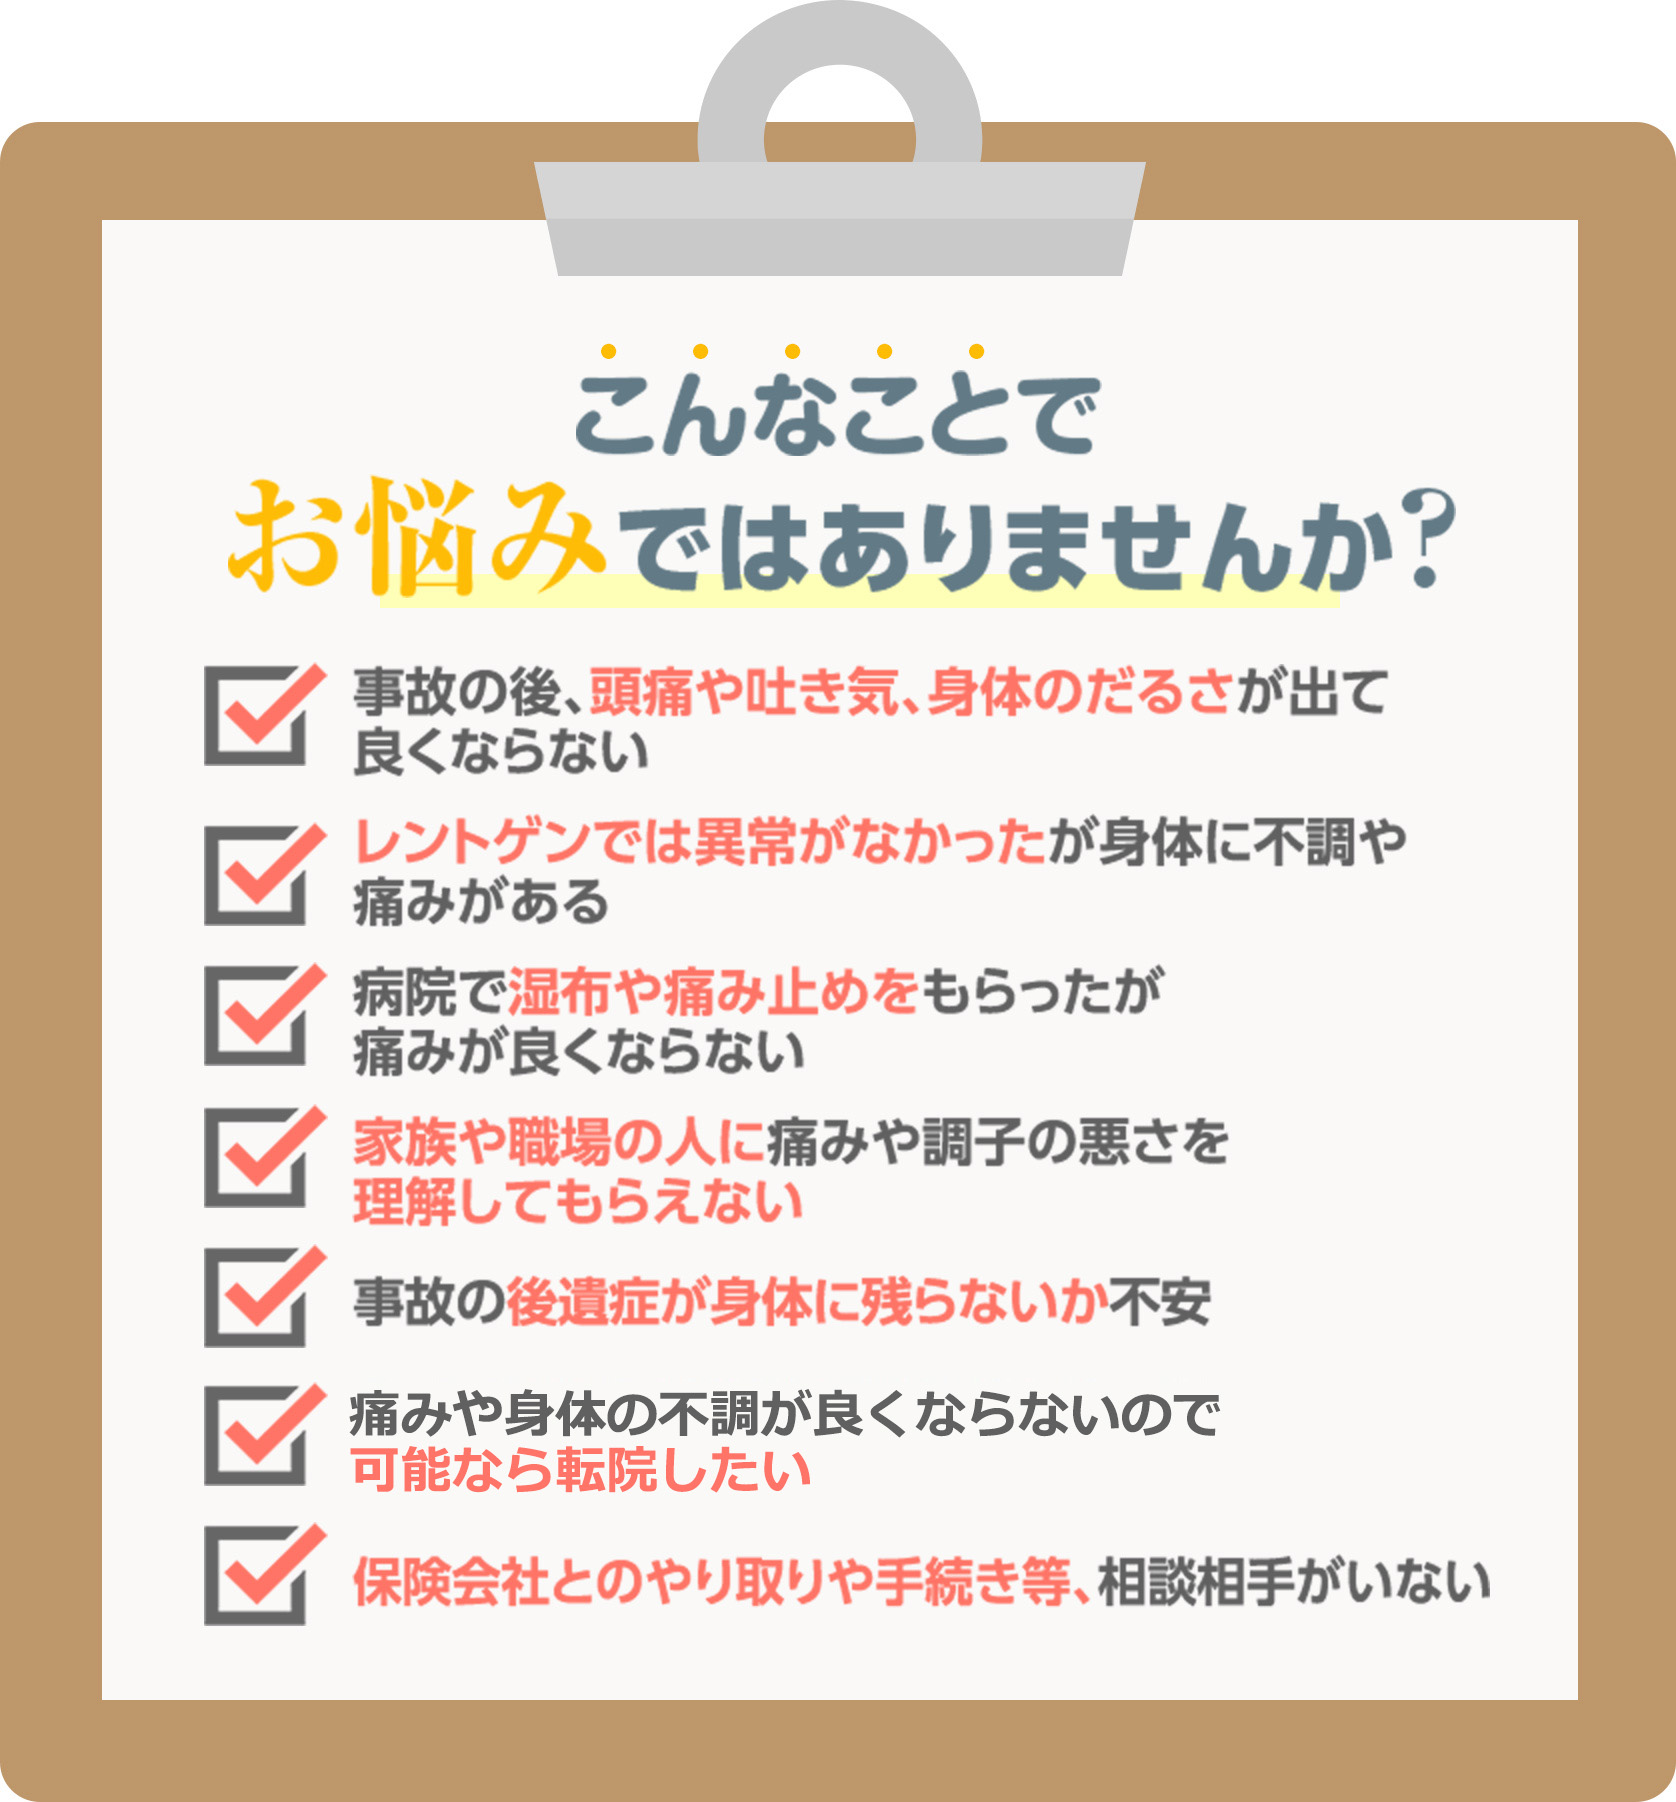 こんなことで
お悩みではありませんか?
事故の後、頭痛や吐き気、身体のだるさが出て
良くならない
レントゲンでは異常がなかったが身体に不調や
痛みがある
病院で湿布や痛み止めをもらったが
痛みが良くならない
家族や職場の人に痛みや調子の悪さを
理解してもらえない
事故の後遺症が身体に残らないか不安
痛みや身体の不調が良くならないので
可能なら転院したい
保険会社とのやり取りや手続き等、相談相手がいない